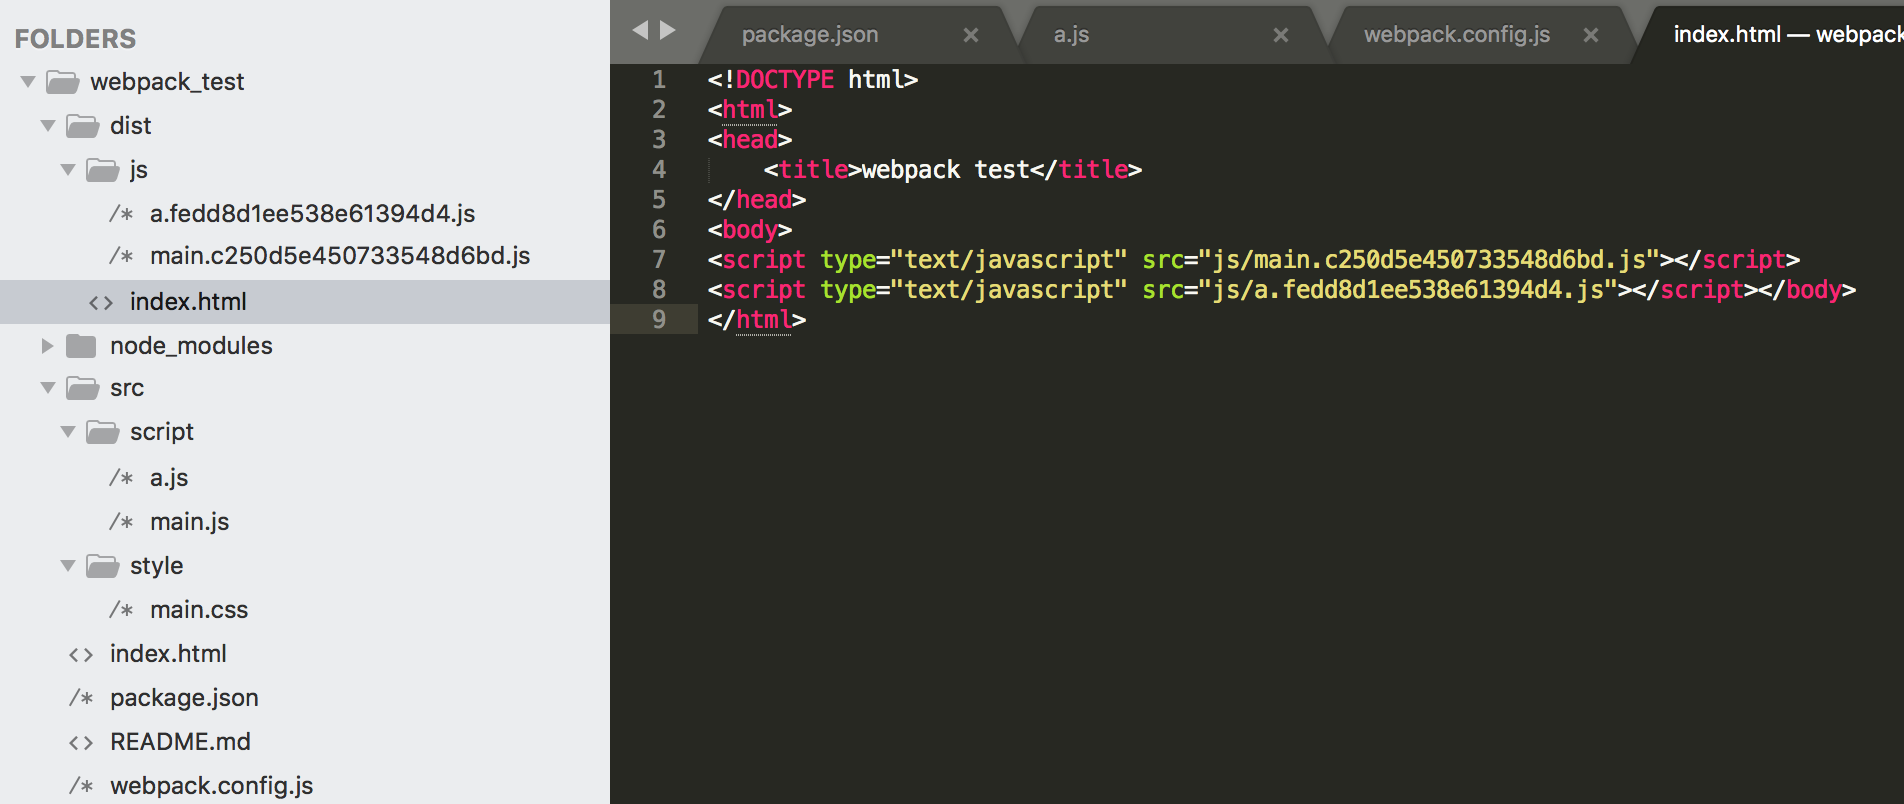 FOLDERS
webpack_test
dist
js
/* a.fedd8d1ee538e61394d4.js
/* main.c250d5e450733548d6bd.js
<> index.html
node_modules
src
script
/* a.js
/* main.js
style
/* main.css
<> index.html
/* package.json
<> README.md
/* webpack.config.js
package.json × a.js × webpack.config.js × index.html — webpack
1 <!DOCTYPE html>
2 <html>
3 <head>
4     <title>webpack test</title>
5 </head>
6 <body>
7 <script type="text/javascript" src="js/main.c250d5e450733548d6bd.js"></script>
8 <script type="text/javascript" src="js/a.fedd8d1ee538e61394d4.js"></script></body>
9 </html>